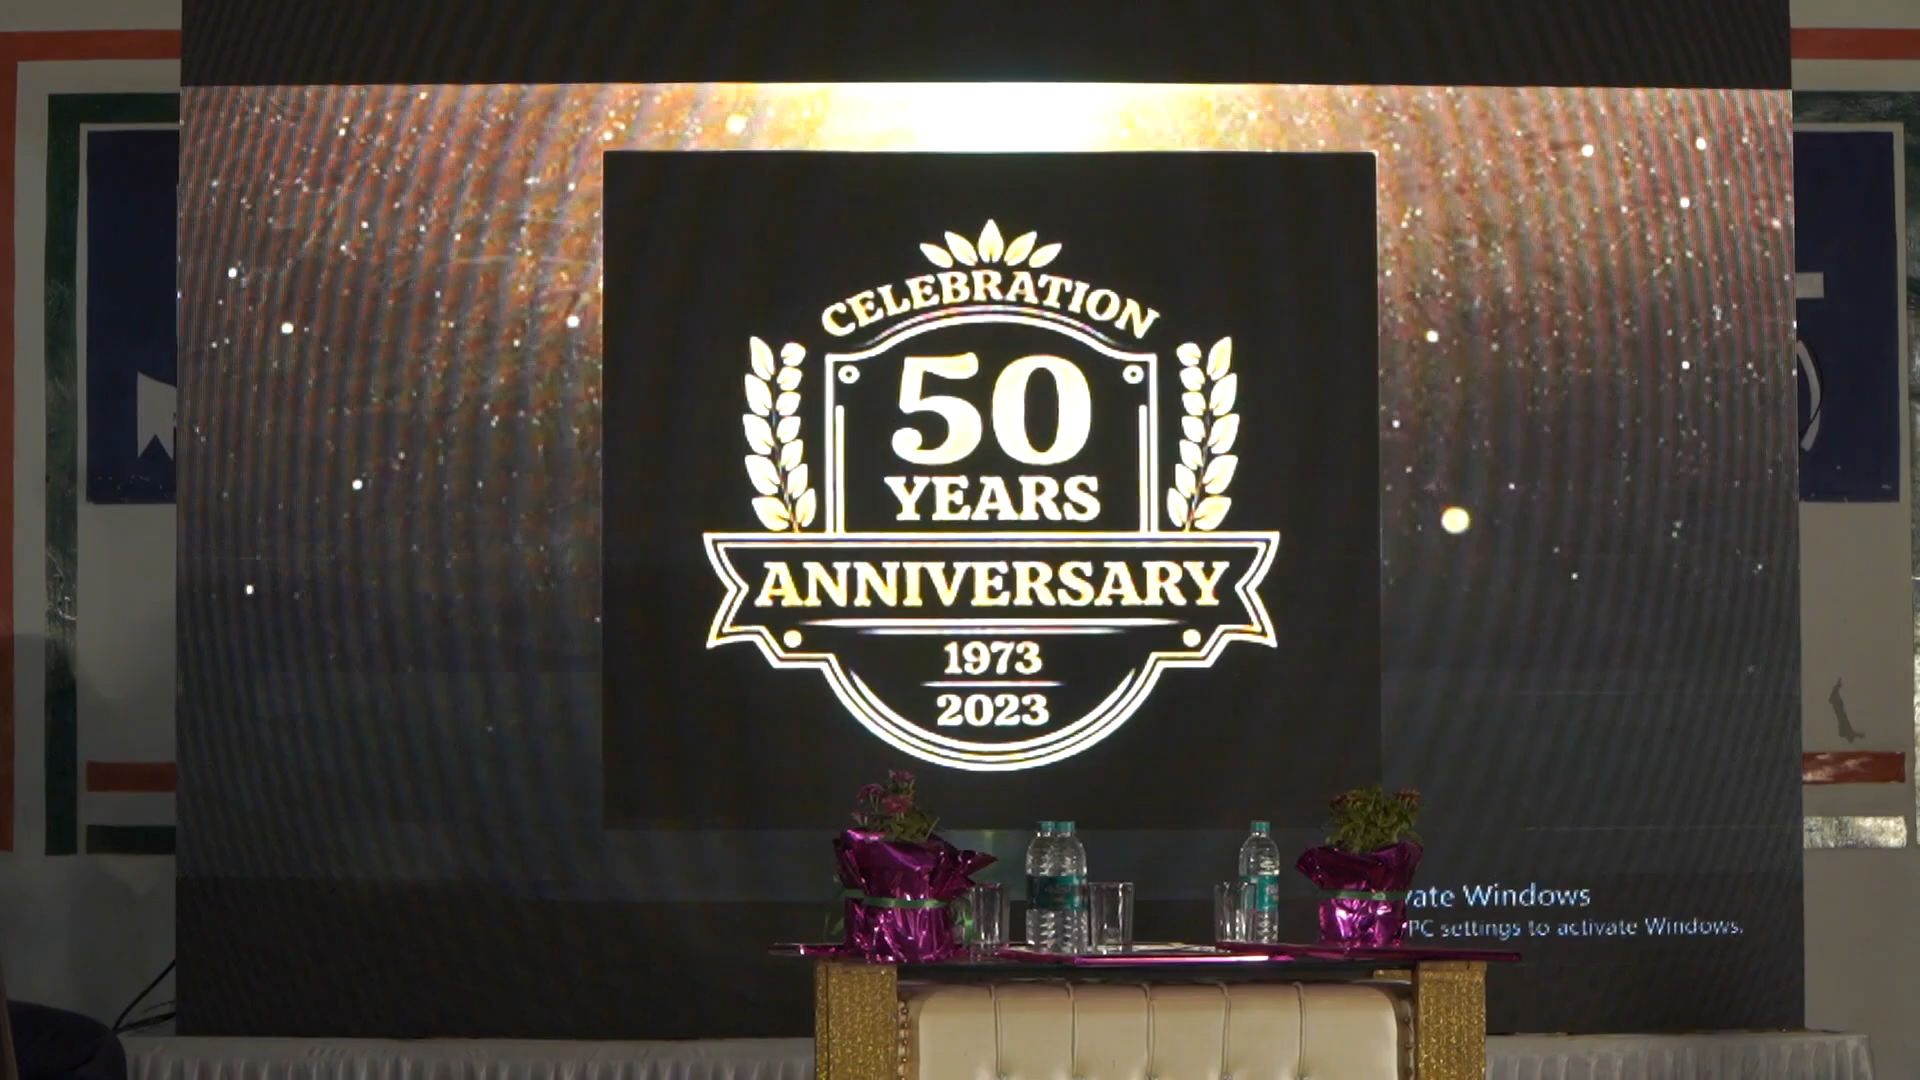 CELEBRATION
50
YEARS
ANNIVERSARY
1973
2023
vate Windows
PC settings to activate Windows.